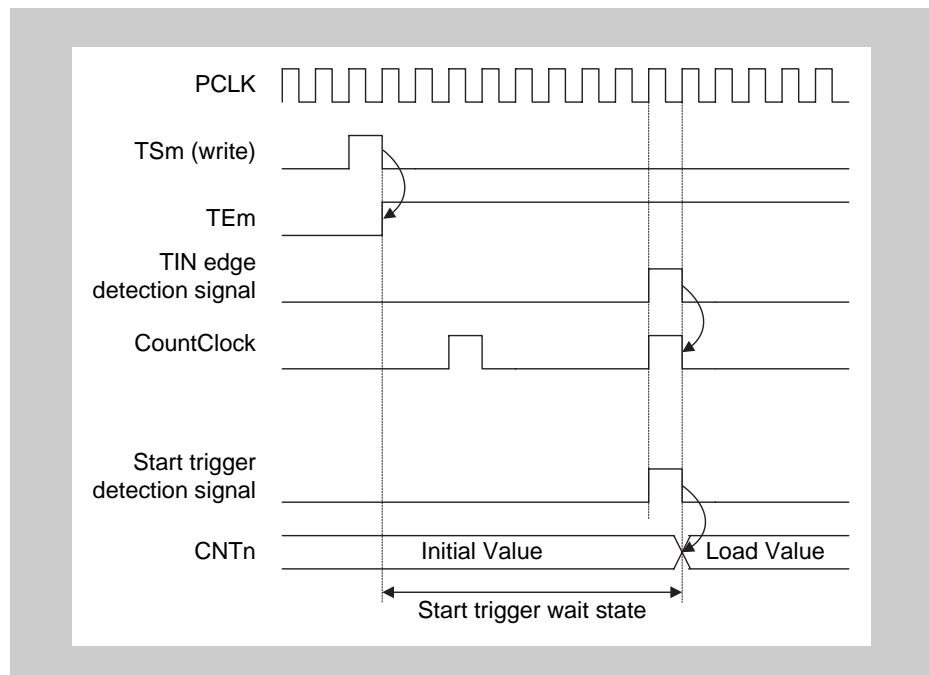 PCLK
TSm (write)
TEm
TIN edge
detection signal
CountClock
Start trigger
detection signal
CNTn
Initial Value
Load Value
Start trigger wait state